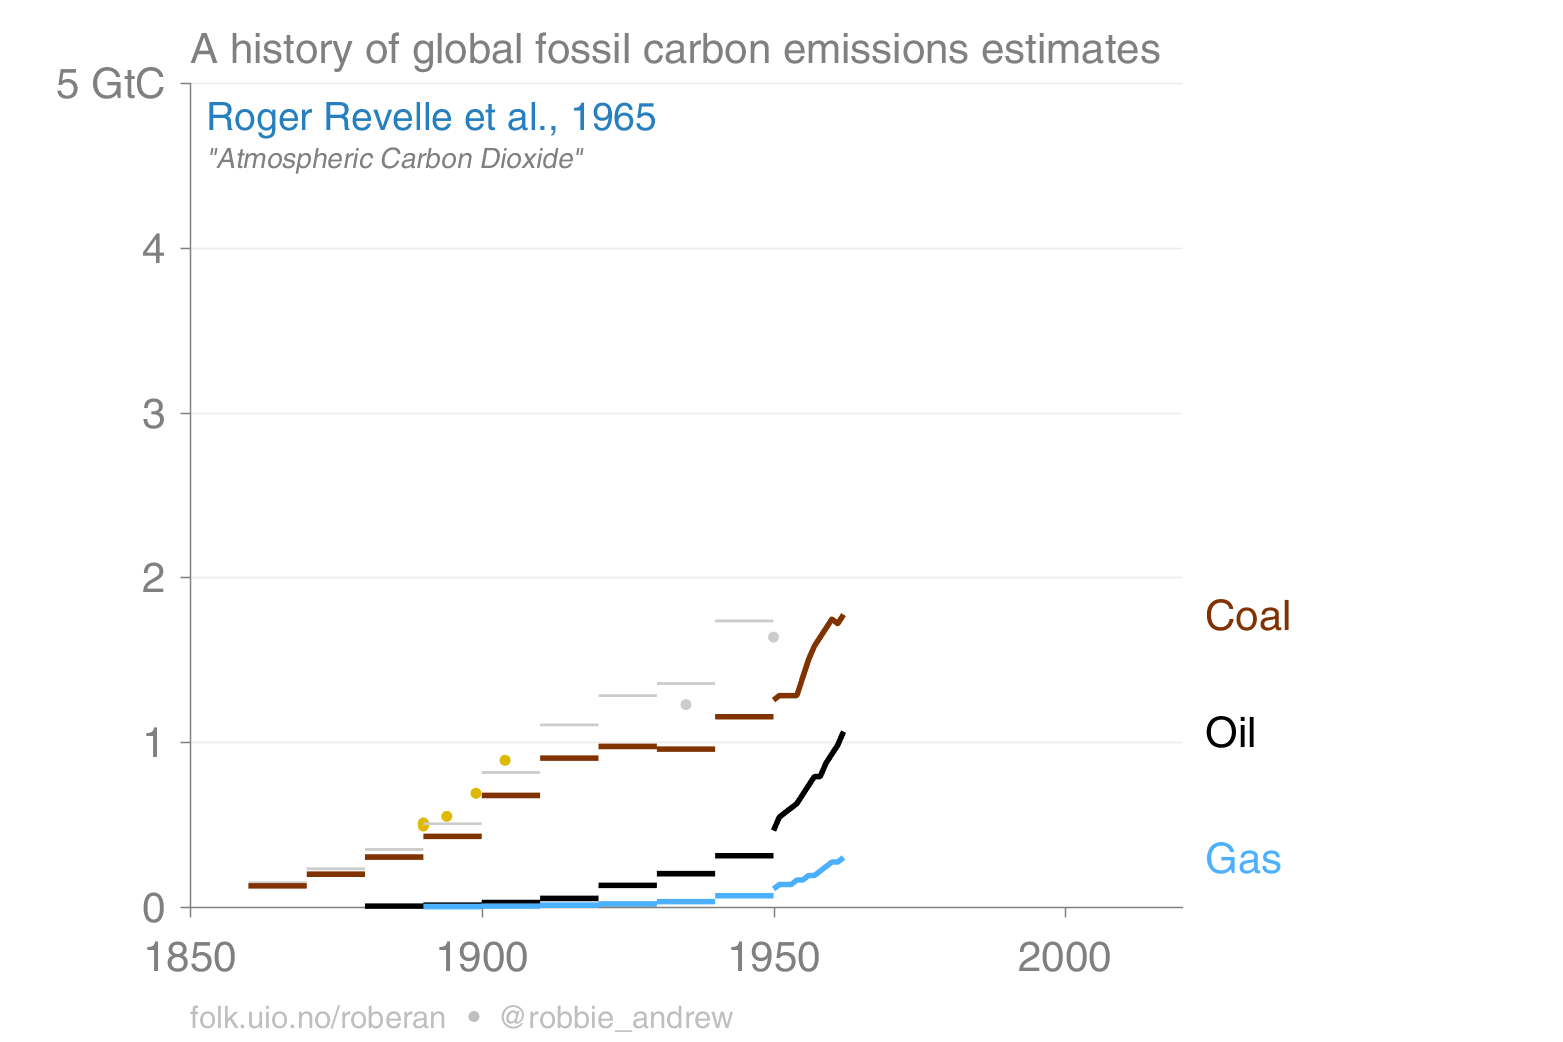 A history of global fossil carbon emissions estimates
5 GtC
Roger Revelle et al., 1965
"Atmospheric Carbon Dioxide"
4
3
2
Coal
1
Oil
Gas
0
1850 1900 1950 2000
folk.uio.no/roberan • @robbie_andrew